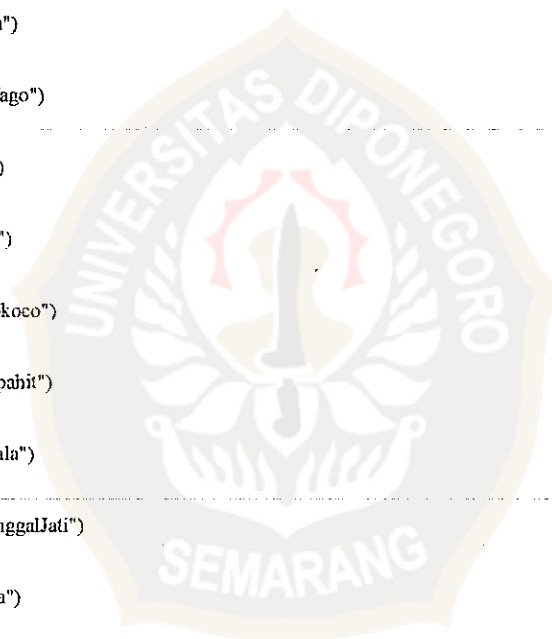 a")
ago")
")
")
koco")
pahit")
ala")
nggalJati")
a")
UNIVERSITAS DIPONEGORO
SEMARANG